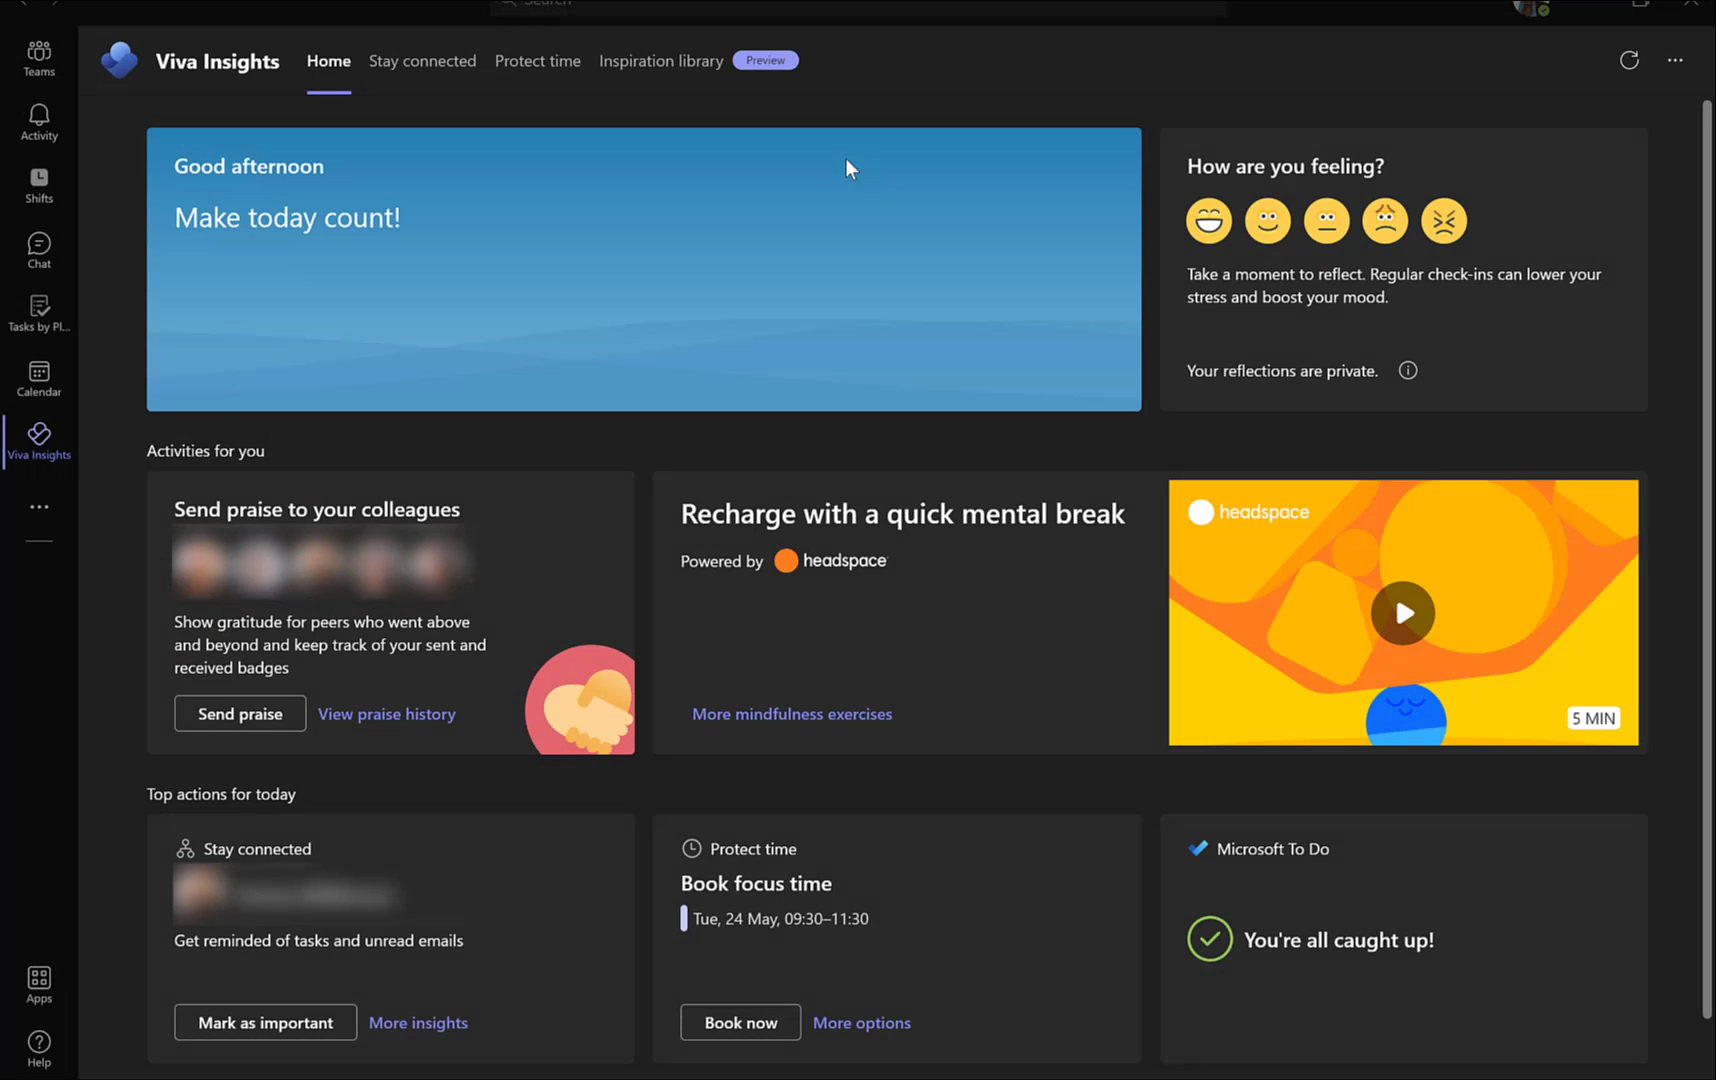 Search
Viva Insights
Home
Stay connected
Protect time
Inspiration library
Preview
Teams
Activity
Shifts
Chat
Tasks by Pl...
Calendar
Viva Insights
Apps
Help
Good afternoon
Make today count!
How are you feeling?
Take a moment to reflect. Regular check-ins can lower your
stress and boost your mood.
Your reflections are private.
Activities for you
Send praise to your colleagues
Show gratitude for peers who went above
and beyond and keep track of your sent and
received badges
Send praise
View praise history
Recharge with a quick mental break
Powered by headspace
More mindfulness exercises
headspace
5 MIN
Top actions for today
Stay connected
Get reminded of tasks and unread emails
Mark as important
More insights
Protect time
Book focus time
Tue, 24 May, 09:30–11:30
Book now
More options
Microsoft To Do
You're all caught up!